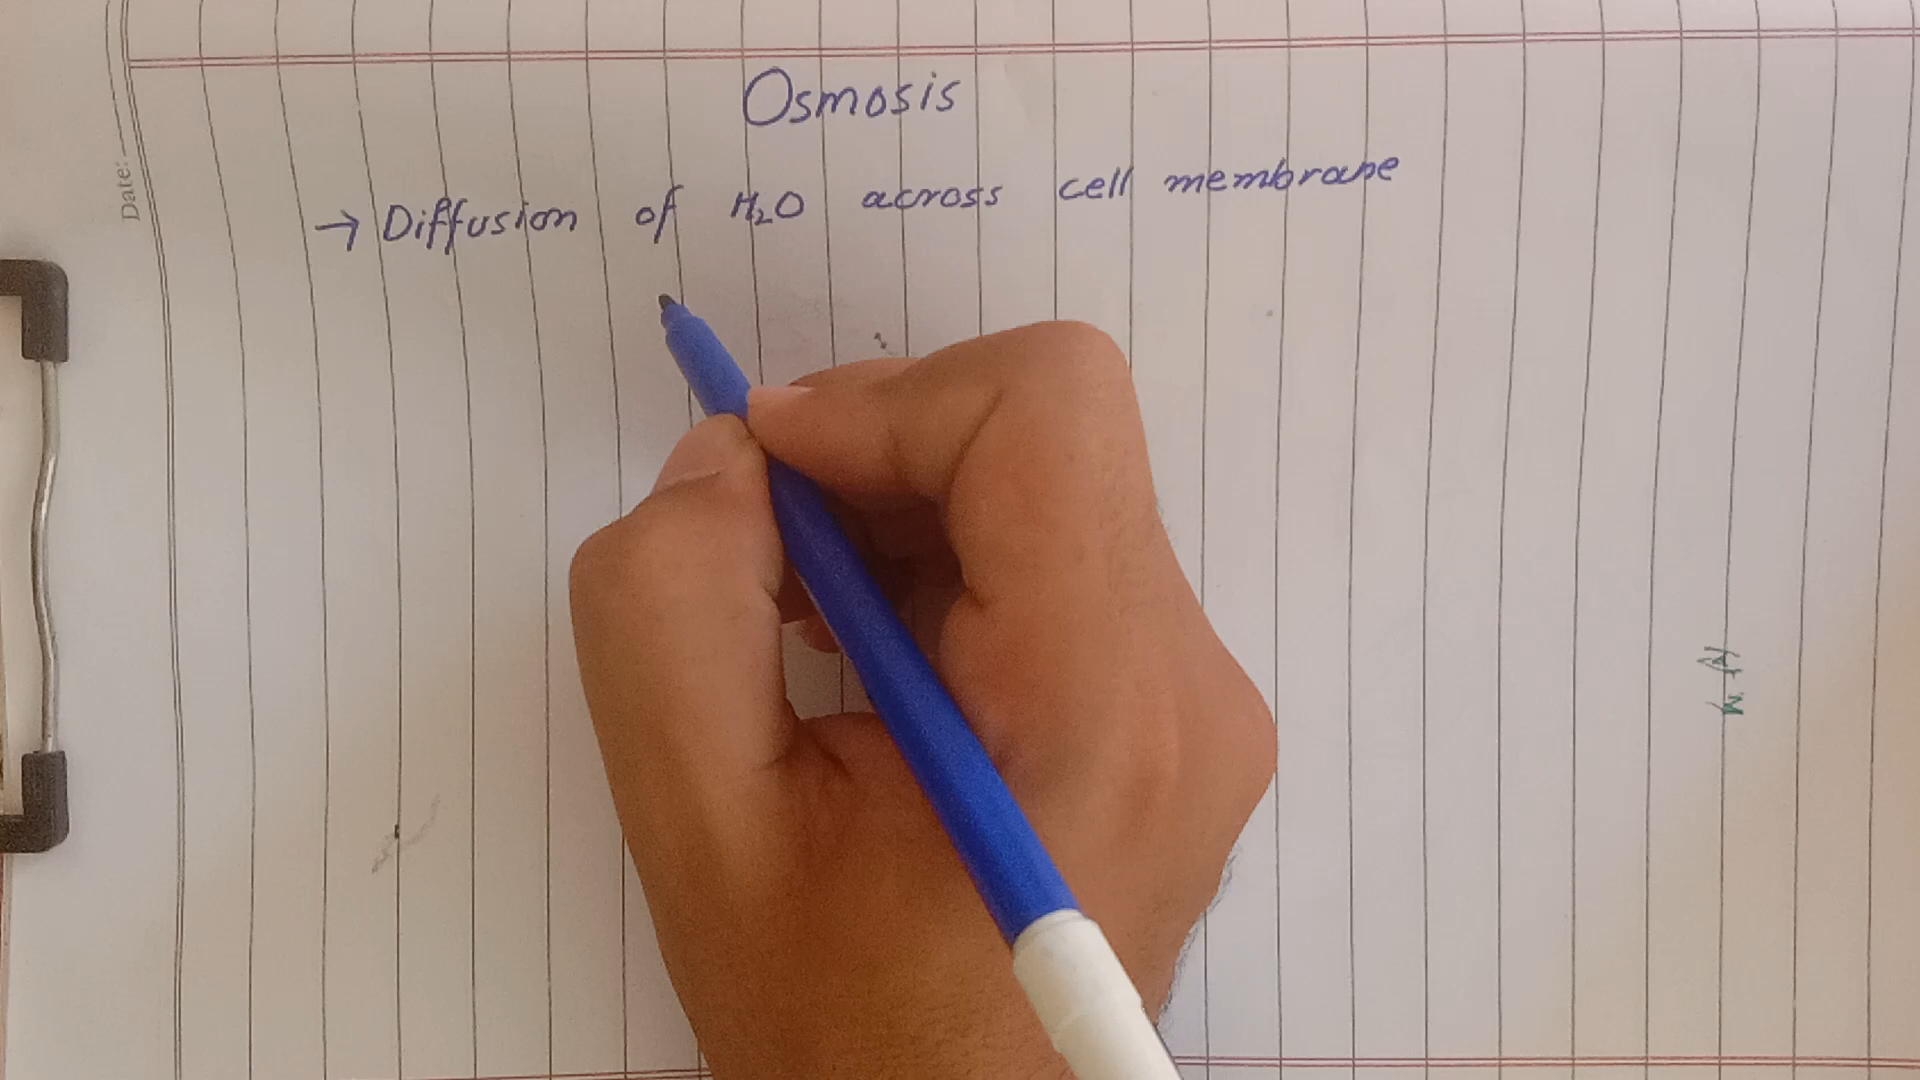 Osmosis
→ Diffusion of H₂O across cell membrane
Date: